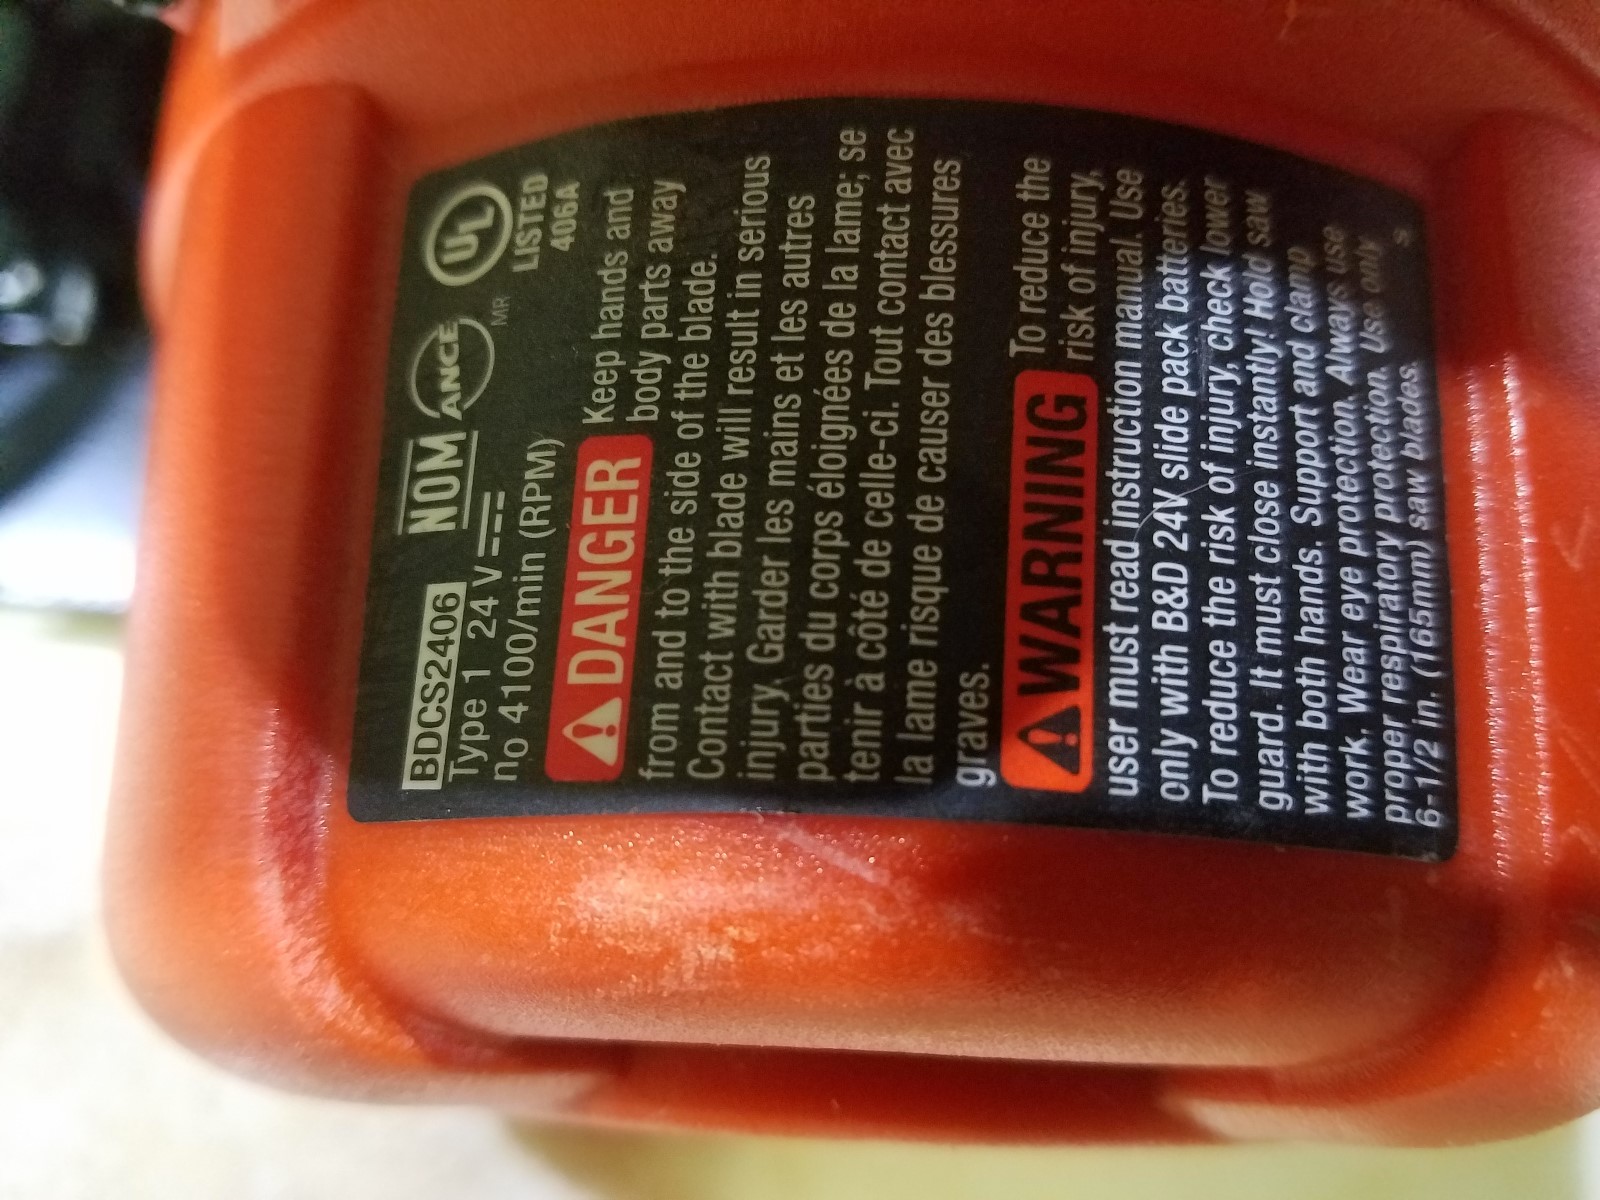 BDCS2406 NOM ANCE UL
Type 1 24 V MR LISTED
no 4100/min (RPM) 406A
DANGER Keep hands and
body parts away
from and to the side of the blade.
Contact with blade will result in serious
injury. Garder les mains et les autres
parties du corps éloignées de la lame; se
tenir à côté de celle-ci. Tout contact avec
la lame risque de causer des blessures
graves.
WARNING To reduce the
risk of injury,
user must read instruction manual. Use
only with B&D 24V slide pack batteries.
To reduce the risk of injury, check lower
guard. It must close instantly! Hold saw
with both hands. Support and clamp
work. Wear eye protection. Always use
proper respiratory protection. Use only
6-1/2 in. (165mm) saw blades. s